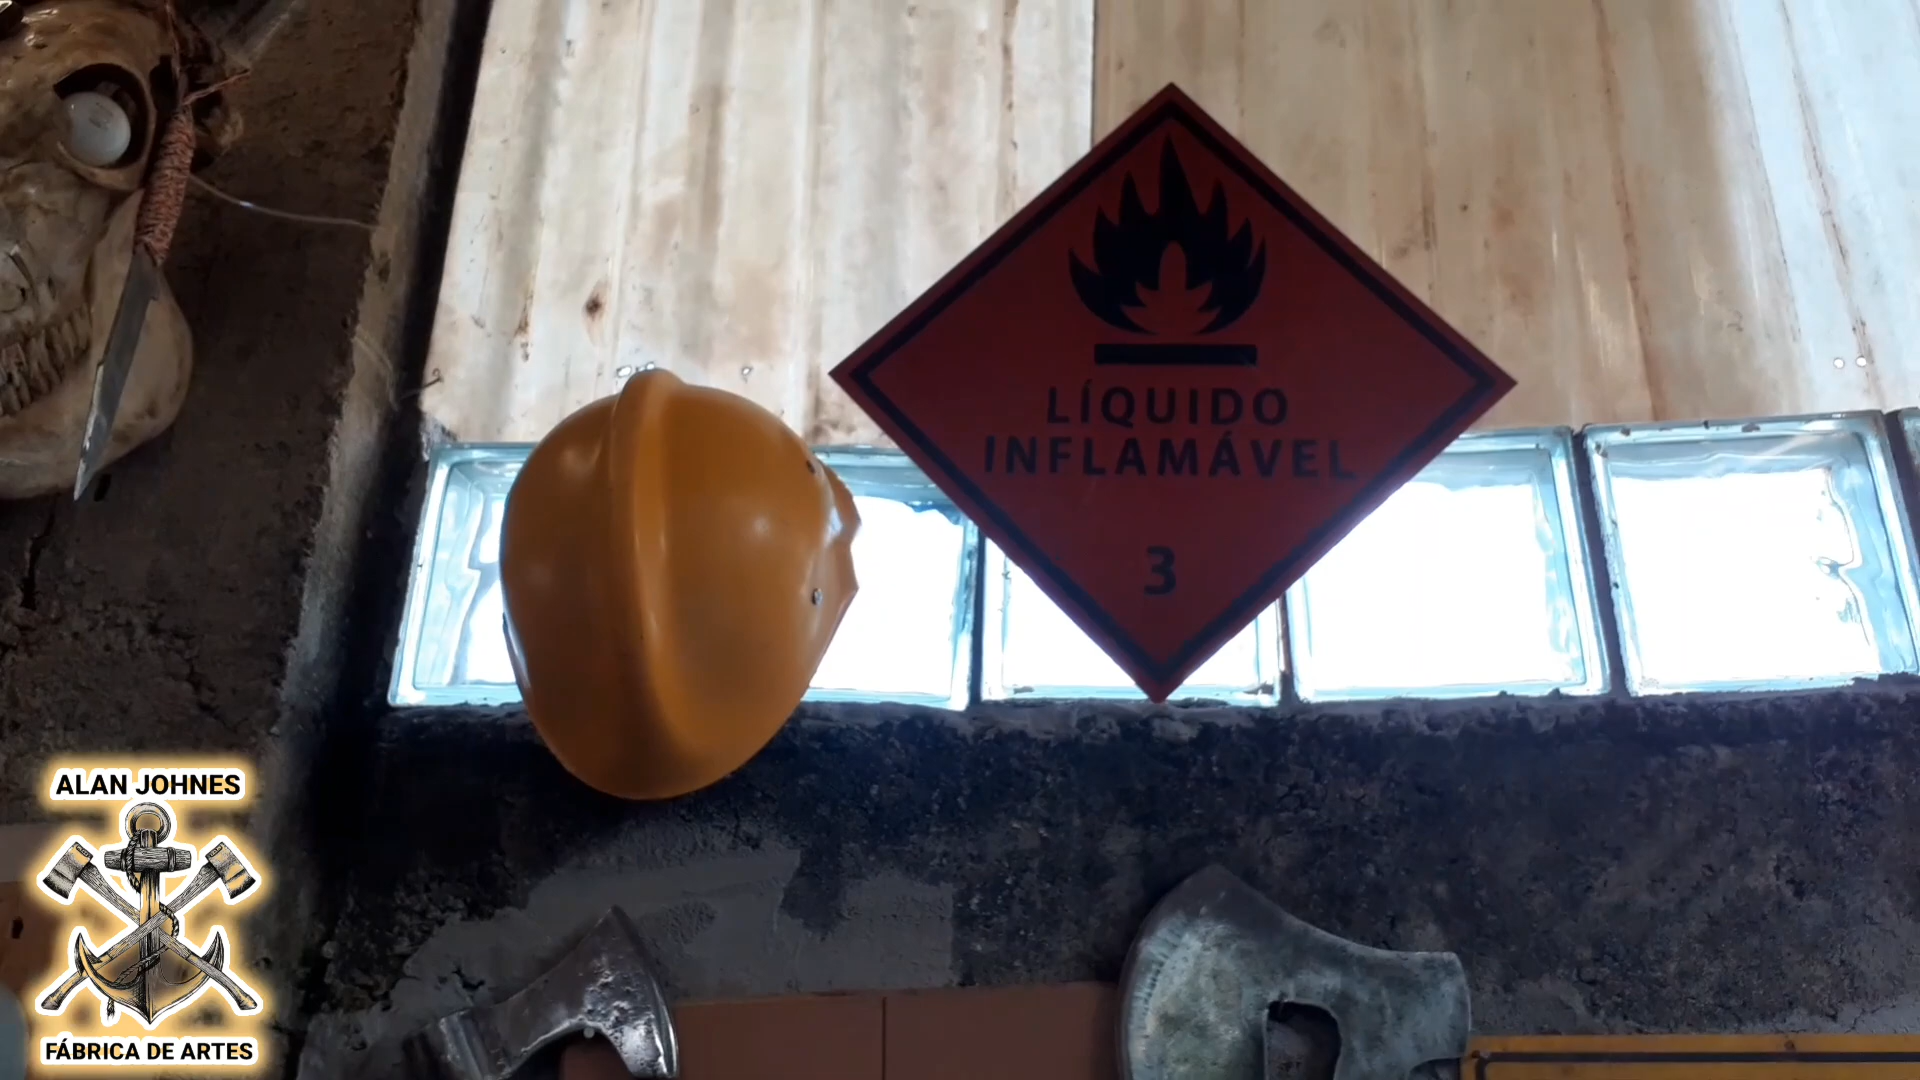 LÍQUIDO
INFLAMÁVEL
3
ALAN JOHNES
FÁBRICA DE ARTES